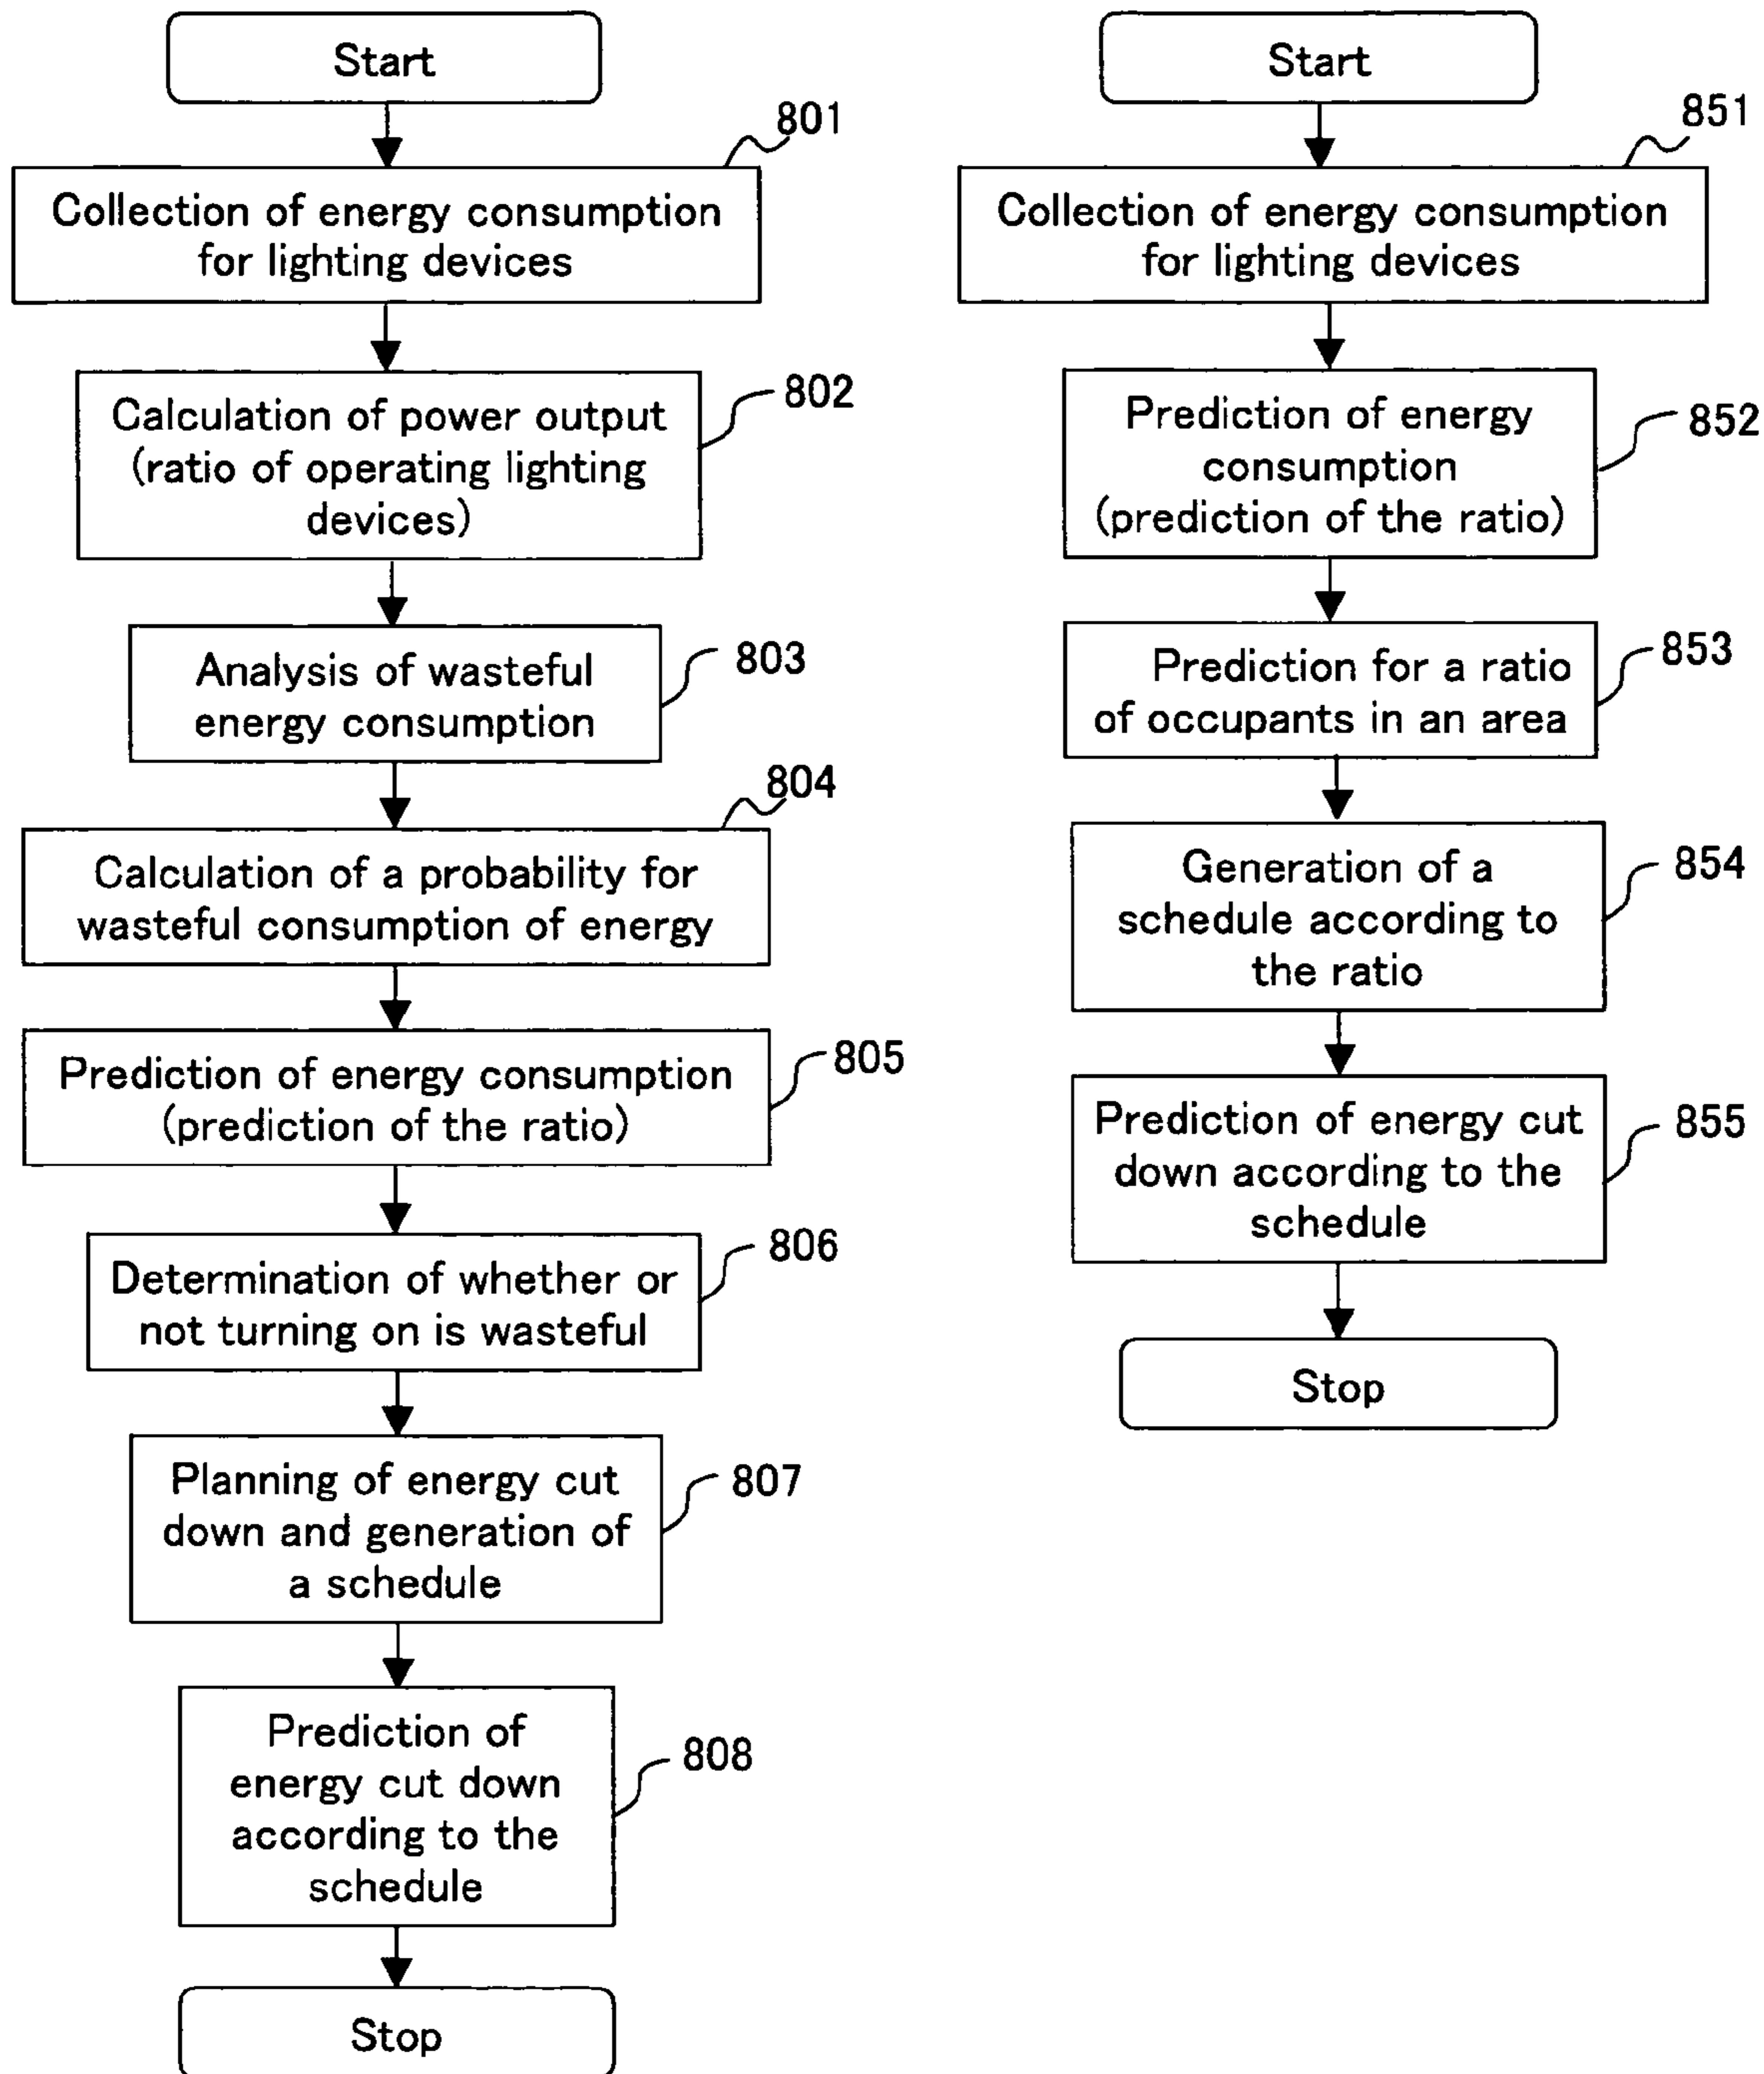 Start
801
Collection of energy consumption
for lighting devices
802
Calculation of power output
(ratio of operating lighting
devices)
803
Analysis of wasteful
energy consumption
804
Calculation of a probability for
wasteful consumption of energy
805
Prediction of energy consumption
(prediction of the ratio)
806
Determination of whether or
not turning on is wasteful
807
Planning of energy cut
down and generation of
a schedule
808
Prediction of
energy cut down
according to the
schedule
Stop
Start
851
Collection of energy consumption
for lighting devices
852
Prediction of energy
consumption
(prediction of the ratio)
853
Prediction for a ratio
of occupants in an area
854
Generation of a
schedule according to
the ratio
855
Prediction of energy cut
down according to the
schedule
Stop